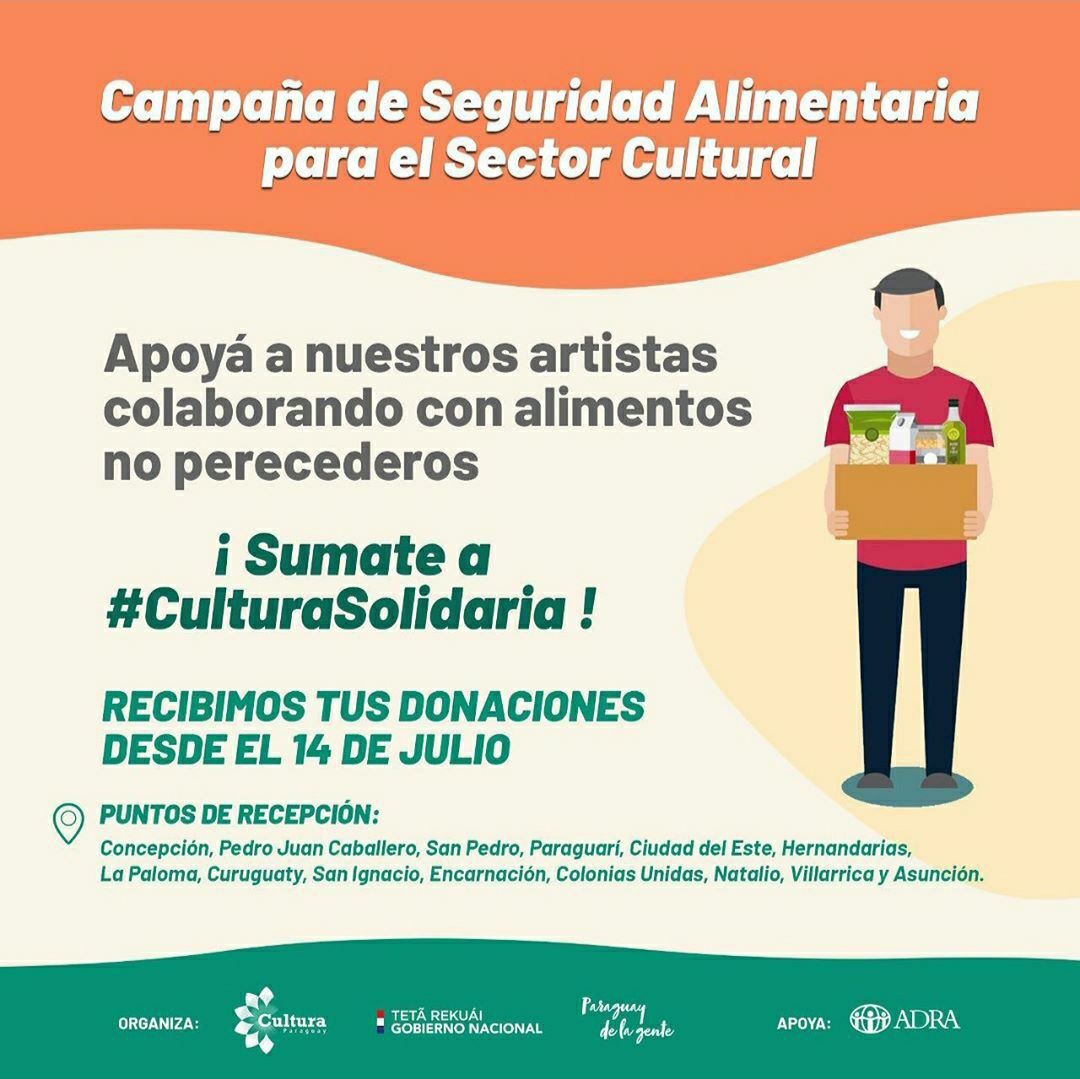 Campaña de Seguridad Alimentaria
para el Sector Cultural
Apoyá a nuestros artistas
colaborando con alimentos
no perecederos
¡ Sumate a
#CulturaSolidaria !
RECIBIMOS TUS DONACIONES
DESDE EL 14 DE JULIO
PUNTOS DE RECEPCIÓN:
Concepción, Pedro Juan Caballero, San Pedro, Paraguarí, Ciudad del Este, Hernandarias,
La Paloma, Curuguaty, San Ignacio, Encarnación, Colonias Unidas, Natalio, Villarrica y Asunción.
ORGANIZA:
Cultura
Paraguay
TETÃ REKUÁI
GOBIERNO NACIONAL
Paraguay
de la gente
APOYA:
ADRA